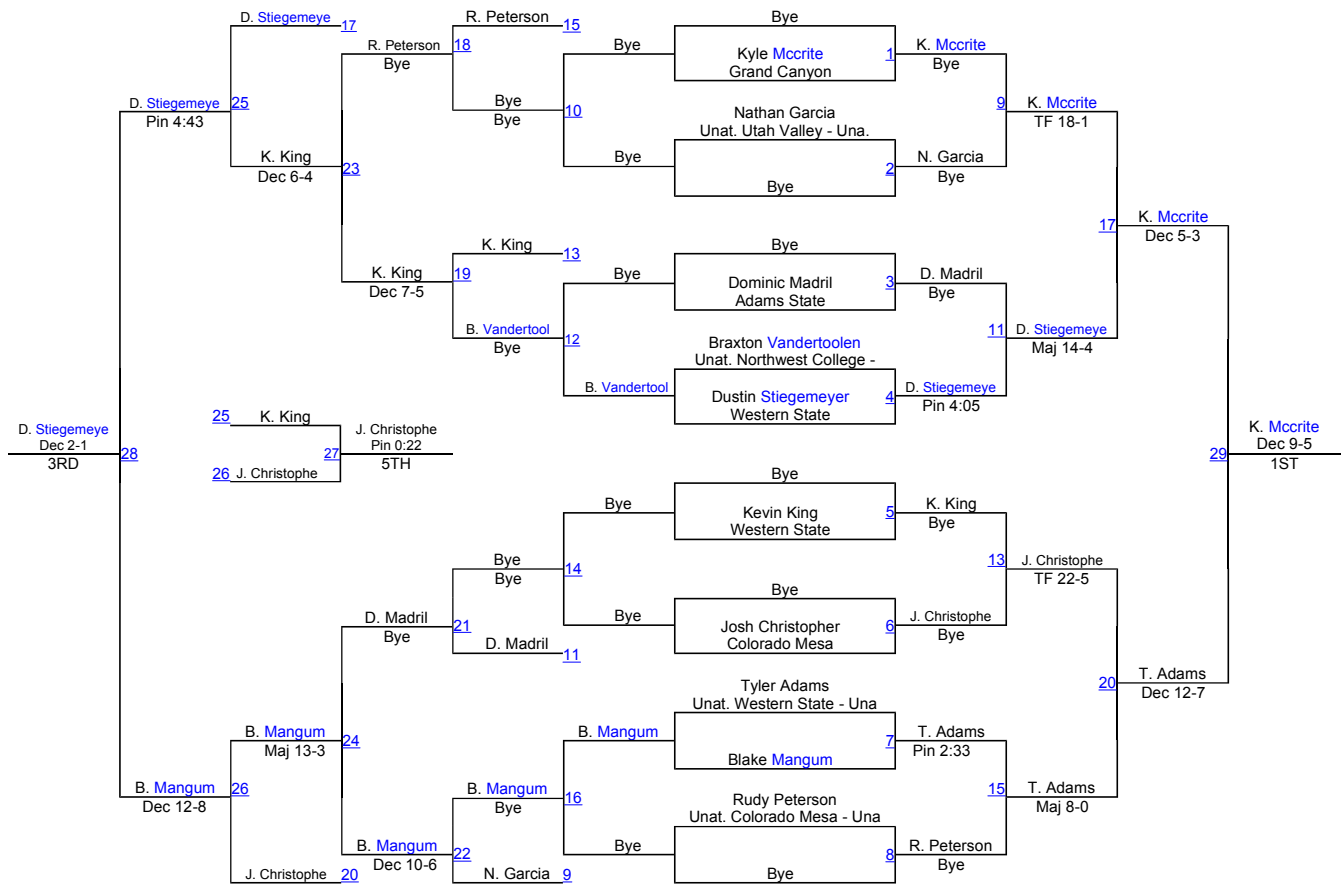 D. Stiegemeye
17
R. Peterson
Bye
18
R. Peterson
15
Bye
Bye
Kyle Mccrite
Grand Canyon
1
K. Mccrite
Bye
D. Stiegemeye
Pin 4:43
25
K. King
Dec 6-4
23
Bye
Bye
10
Bye
Nathan Garcia
Unat. Utah Valley - Una.
Bye
2
N. Garcia
Bye
9
K. Mccrite
TF 18-1
K. King
Dec 7-5
19
K. King
13
B. Vandertool
Bye
12
Bye
Bye
Dominic Madril
Adams State
3
D. Madril
Bye
B. Vandertool
Braxton Vandertoolen
Unat. Northwest College -
Dustin Stiegemeyer
Western State
4
D. Stiegemeye
Pin 4:05
11
D. Stiegemeye
Maj 14-4
17
K. Mccrite
Dec 5-3
D. Stiegemeye
Dec 2-1
3RD
28
25
K. King
26
J. Christophe
27
J. Christophe
Pin 0:22
5TH
29
K. Mccrite
Dec 9-5
1ST
Bye
Bye
Kevin King
Western State
5
K. King
Bye
Bye
Bye
14
Bye
Bye
Josh Christopher
Colorado Mesa
6
J. Christophe
Bye
13
J. Christophe
TF 22-5
D. Madril
Bye
21
D. Madril
11
B. Mangum
Maj 13-3
24
B. Mangum
Tyler Adams
Unat. Western State - Una
Blake Mangum
7
T. Adams
Pin 2:33
20
T. Adams
Dec 12-7
B. Mangum
Dec 12-8
26
B. Mangum
Bye
16
Bye
Rudy Peterson
Unat. Colorado Mesa - Una
Bye
8
R. Peterson
Bye
15
T. Adams
Maj 8-0
B. Mangum
Dec 10-6
22
J. Christophe
20
N. Garcia
9